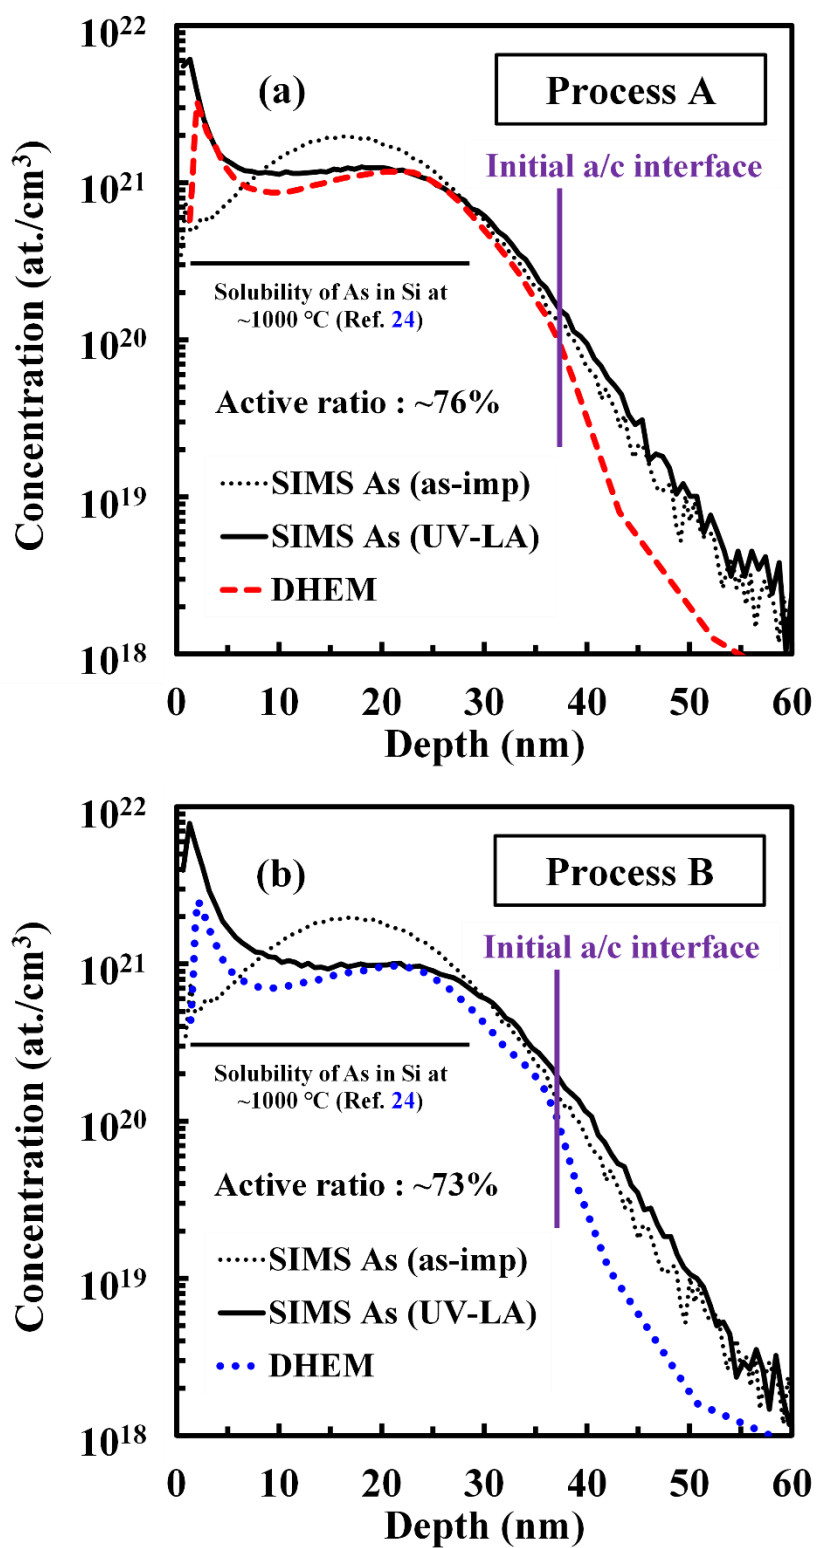 10²²
(a)
Process A
Initial a/c interface
10²¹
Solubility of As in Si at
~1000 °C (Ref. 24)
10²⁰
Active ratio : ~76%
SIMS As (as-imp)
10¹⁹
SIMS As (UV-LA)
DHEM
10¹⁸
Concentration (at./cm³)
0 10 20 30 40 50 60
Depth (nm)
10²²
(b)
Process B
Initial a/c interface
10²¹
Solubility of As in Si at
~1000 °C (Ref. 24)
10²⁰
Active ratio : ~73%
SIMS As (as-imp)
10¹⁹
SIMS As (UV-LA)
DHEM
10¹⁸
Concentration (at./cm³)
0 10 20 30 40 50 60
Depth (nm)